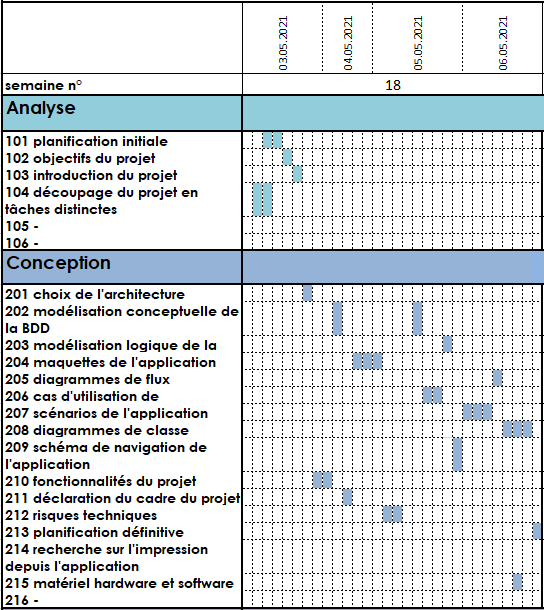 03.05.2021
04.05.2021
05.05.2021
06.05.2021
semaine n° 18
Analyse
101 planification initiale
102 objectifs du projet
103 introduction du projet
104 découpage du projet en
tâches distinctes
105 -
106 -
Conception
201 choix de l'architecture
202 modélisation conceptuelle de
la BDD
203 modélisation logique de la
204 maquettes de l'application
205 diagrammes de flux
206 cas d'utilisation de
207 scénarios de l'application
208 diagrammes de classe
209 schéma de navigation de
l'application
210 fonctionnalités du projet
211 déclaration du cadre du projet
212 risques techniques
213 planification définitive
214 recherche sur l'impression
depuis l'application
215 matériel hardware et software
216 -